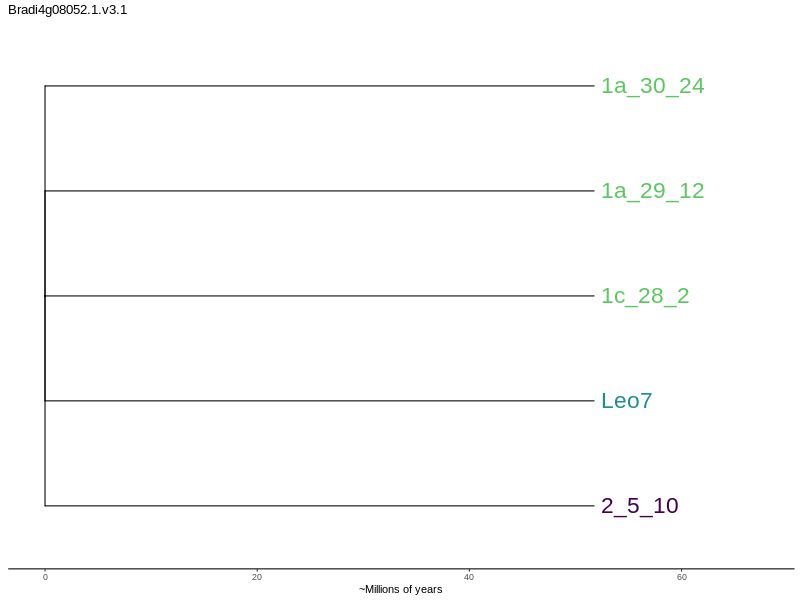 Bradi4g08052.1.v3.1
1a_30_24
1a_29_12
1c_28_2
Leo7
2_5_10
0 20 40 60
~Millions of years